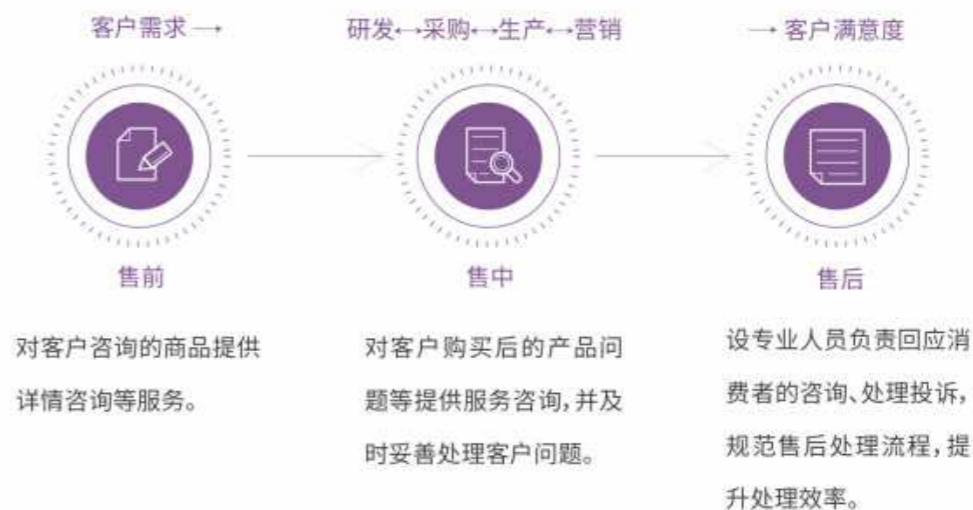 客户需求→
研发↔采购↔生产↔营销
→客户满意度
售前
对客户咨询的商品提供
详情咨询等服务。
售中
对客户购买后的产品问
题等提供服务咨询,并及
时妥善处理客户问题。
售后
设专业人员负责回应消
费者的咨询、处理投诉,
规范售后处理流程,提
升处理效率。